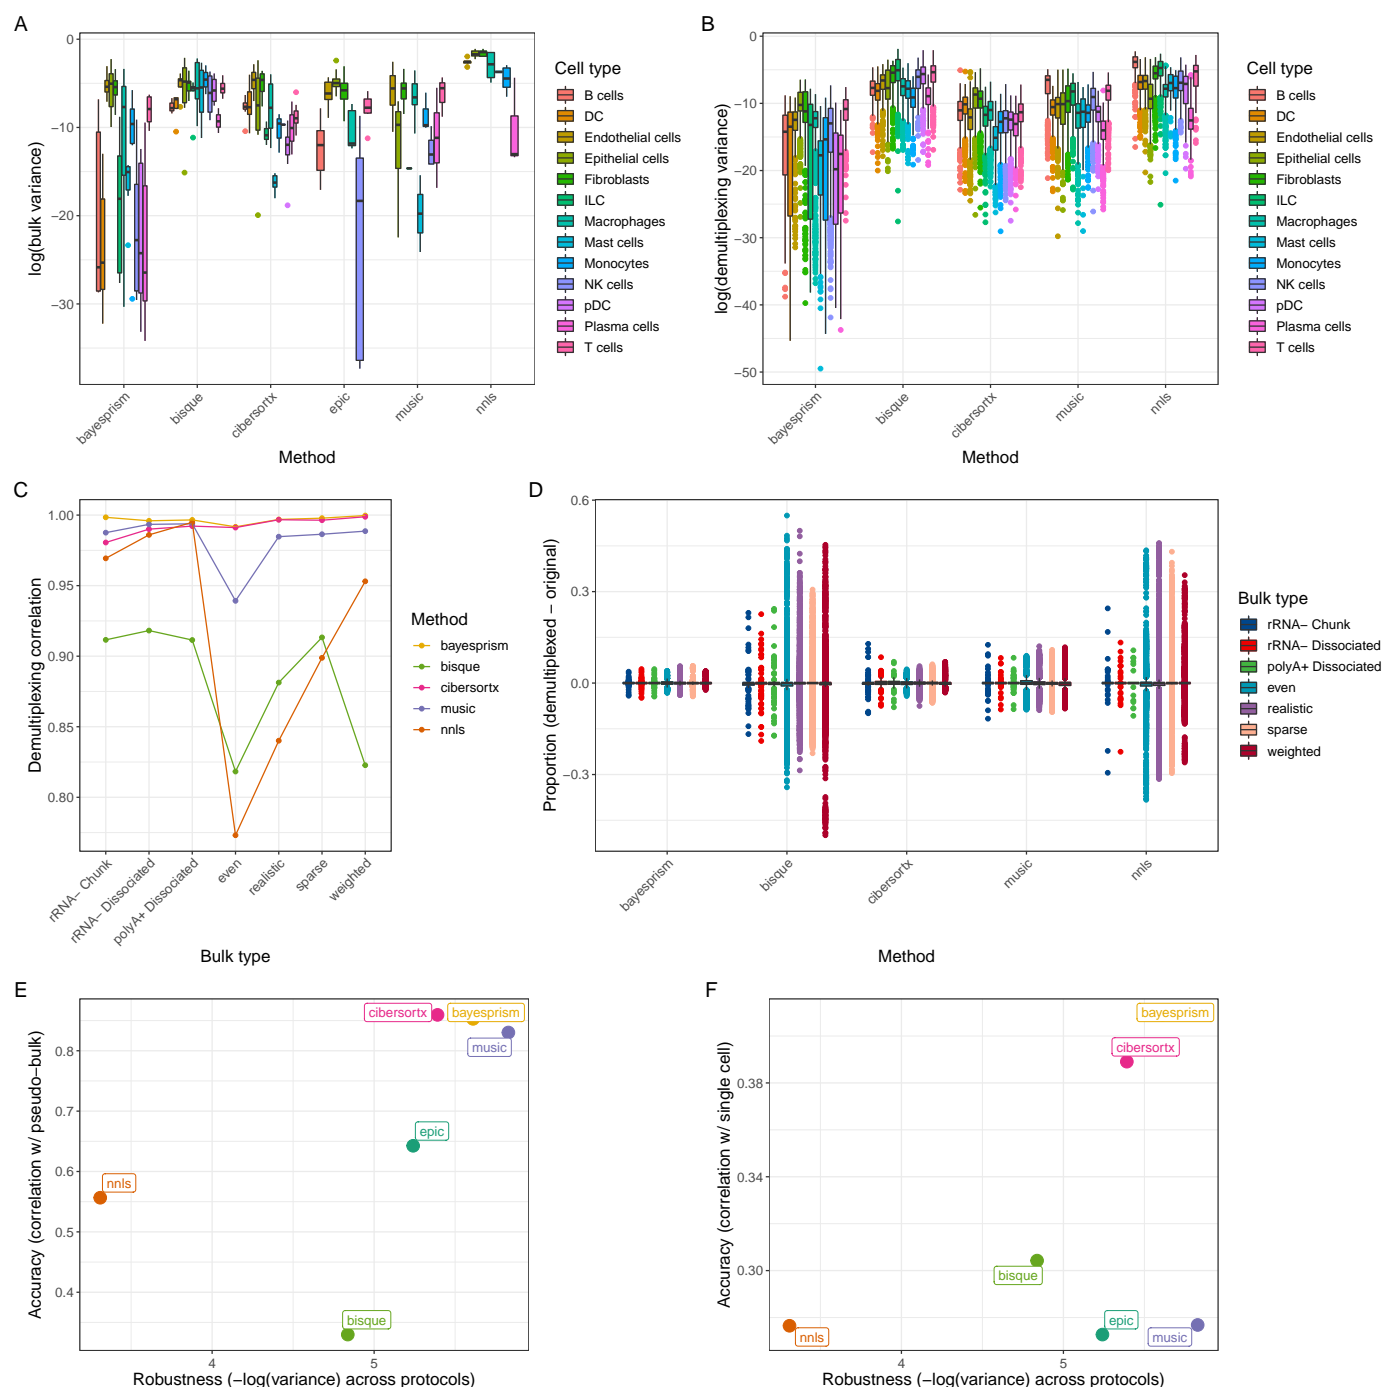 A
log(bulk variance)
0
−10
−20
−30
bayesprism
bisque
cibersortx
epic
music
nnls
Method
Cell type
B cells
DC
Endothelial cells
Epithelial cells
Fibroblasts
ILC
Macrophages
Mast cells
Monocytes
NK cells
pDC
Plasma cells
T cells
B
log(demultiplexing variance)
0
−10
−20
−30
−40
−50
bayesprism
bisque
cibersortx
music
nnls
Method
Cell type
B cells
DC
Endothelial cells
Epithelial cells
Fibroblasts
ILC
Macrophages
Mast cells
Monocytes
NK cells
pDC
Plasma cells
T cells
C
Demultiplexing correlation
1.00
0.95
0.90
0.85
0.80
rRNA− Chunk
rRNA− Dissociated
polyA+ Dissociated
even
realistic
sparse
weighted
Bulk type
Method
bayesprism
bisque
cibersortx
music
nnls
D
Proportion (demultiplexed − original)
0.6
0.3
0.0
−0.3
bayesprism
bisque
cibersortx
music
nnls
Method
Bulk type
rRNA− Chunk
rRNA− Dissociated
polyA+ Dissociated
even
realistic
sparse
weighted
E
Accuracy (correlation w/ pseudo−bulk)
0.8
0.7
0.6
0.5
0.4
cibersortx
bayesprism
music
epic
nnls
bisque
4
5
Robustness (−log(variance) across protocols)
F
Accuracy (correlation w/ single cell)
0.38
0.34
0.30
bayesprism
cibersortx
bisque
epic
nnls
music
4
5
Robustness (−log(variance) across protocols)